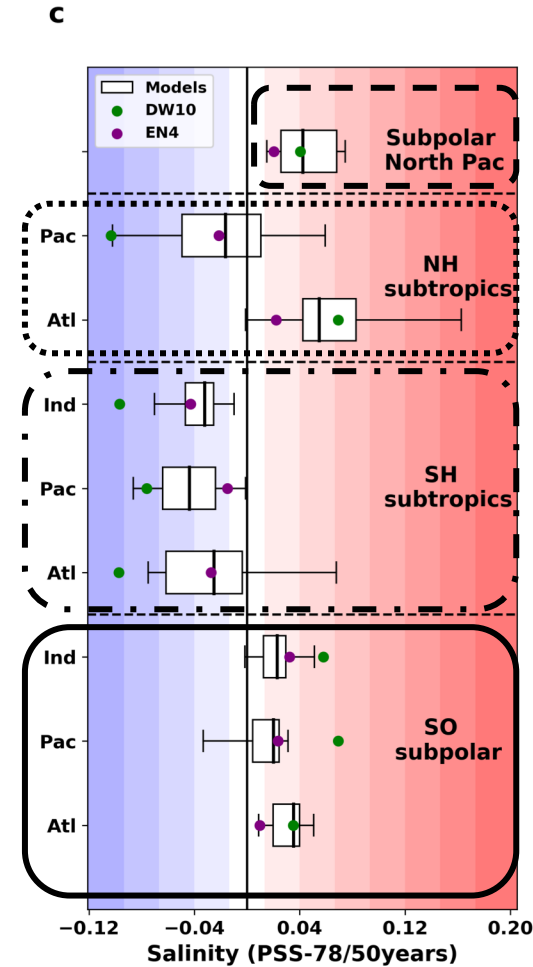 c
Models
DW10
EN4
Subpolar
North Pac
Pac
NH
subtropics
Atl
Ind
Pac
SH
subtropics
Atl
Ind
Pac
SO
subpolar
Atl
−0.12 −0.04 0.04 0.12 0.20
Salinity (PSS-78/50years)